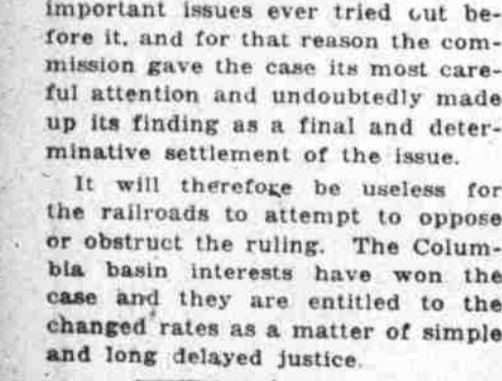 important issues ever tried out be-
fore it, and for that reason the com-
mission gave the case its most care-
ful attention and undoubtedly made
up its finding as a final and deter-
minative settlement of the issue.
It will therefore be useless for
the railroads to attempt to oppose
or obstruct the ruling. The Colum-
bia basin interests have won the
case and they are entitled to the
changed rates as a matter of simple
and long delayed justice.